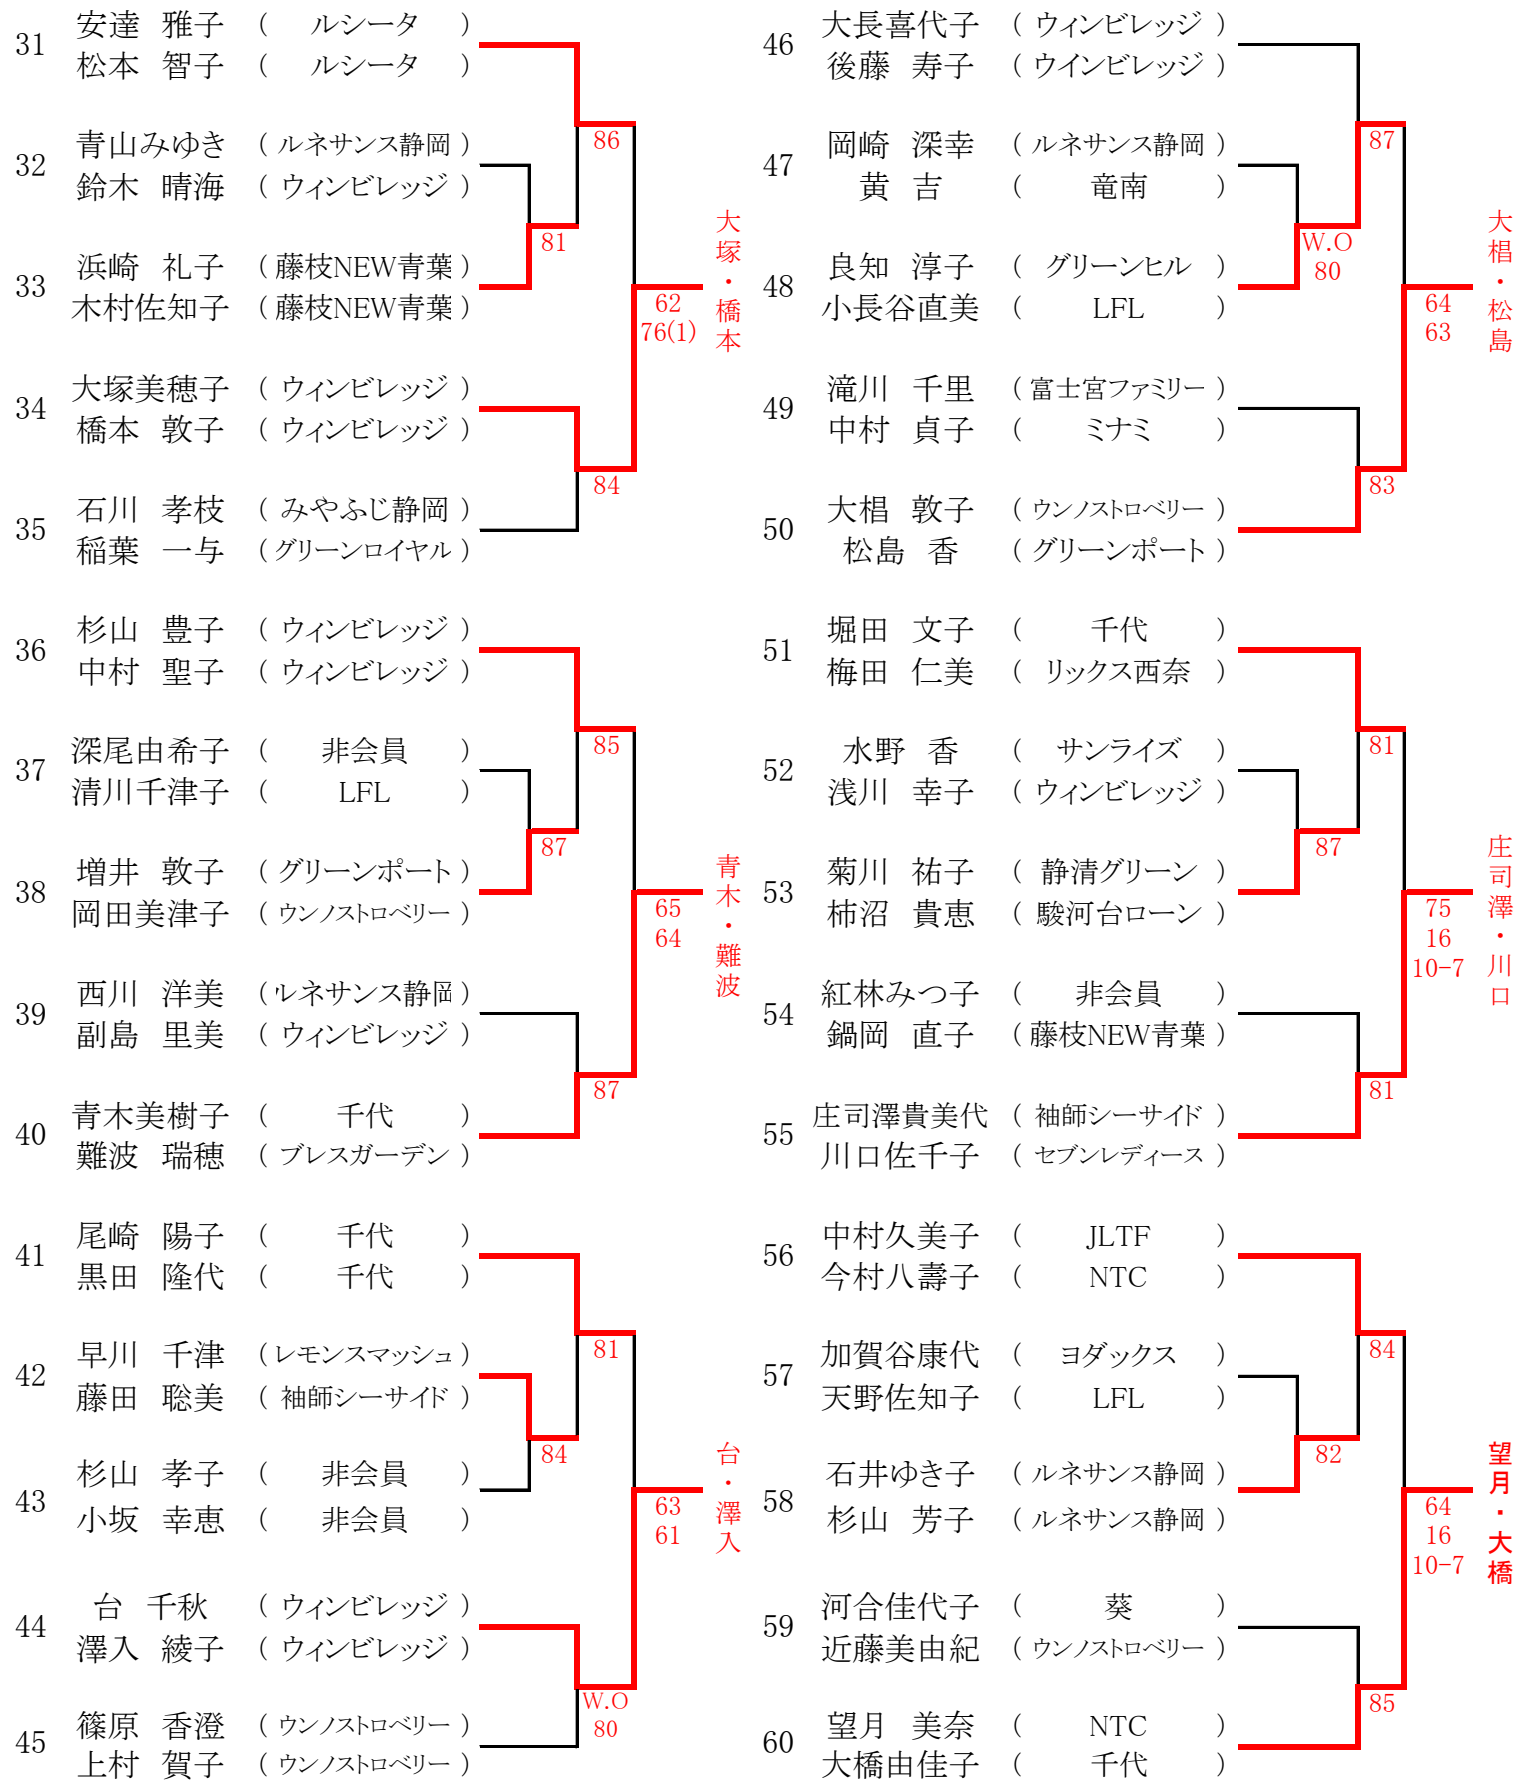 31
安達 雅子 ( ルシータ )
松本 智子 ( ルシータ )
86
32
青山みゆき ( ルネサンス静岡 )
鈴木 晴海 ( ウィンビレッジ )
81
33
浜崎 礼子 ( 藤枝NEW青葉 )
木村佐知子 ( 藤枝NEW青葉 )
大塚・橋本
62
76(1)
34
大塚美穂子 ( ウィンビレッジ )
橋本 敦子 ( ウィンビレッジ )
84
35
石川 孝枝 ( みやふじ静岡 )
稲葉 一与 ( グリーンロイヤル )
36
杉山 豊子 ( ウィンビレッジ )
中村 聖子 ( ウィンビレッジ )
85
37
深尾由希子 ( 非会員 )
清川千津子 ( LFL )
87
38
増井 敦子 ( グリーンポート )
岡田美津子 ( ウンノストロベリー )
青木・難波
65
64
39
西川 洋美 ( ルネサンス静岡 )
副島 里美 ( ウィンビレッジ )
87
40
青木美樹子 ( 千代 )
難波 瑞穂 ( ブレスガーデン )
41
尾崎 陽子 ( 千代 )
黒田 隆代 ( 千代 )
81
42
早川 千津 ( レモンスマッシュ )
藤田 聡美 ( 袖師シーサイド )
84
43
杉山 孝子 ( 非会員 )
小坂 幸恵 ( 非会員 )
台・澤入
63
61
44
台 千秋 ( ウィンビレッジ )
澤入 綾子 ( ウィンビレッジ )
W.O
80
45
篠原 香澄 ( ウンノストロベリー )
上村 賀子 ( ウンノストロベリー )
46
大長喜代子 ( ウィンビレッジ )
後藤 寿子 ( ウインビレッジ )
87
47
岡崎 深幸 ( ルネサンス静岡 )
黄 吉 ( 竜南 )
W.O
80
48
良知 淳子 ( グリーンヒル )
小長谷直美 ( LFL )
大椙・松島
64
63
49
滝川 千里 ( 富士宮ファミリー )
中村 貞子 ( ミナミ )
83
50
大椙 敦子 ( ウンノストロベリー )
松島 香 ( グリーンポート )
51
堀田 文子 ( 千代 )
梅田 仁美 ( リックス西奈 )
81
52
水野 香 ( サンライズ )
浅川 幸子 ( ウィンビレッジ )
87
53
菊川 祐子 ( 静清グリーン )
柿沼 貴恵 ( 駿河台ローン )
庄司澤・川口
75
16
10-7
54
紅林みつ子 ( 非会員 )
鍋岡 直子 ( 藤枝NEW青葉 )
81
55
庄司澤貴美代 ( 袖師シーサイド )
川口佐千子 ( セブンレディース )
56
中村久美子 ( JLTF )
今村八壽子 ( NTC )
84
57
加賀谷康代 ( ヨダックス )
天野佐知子 ( LFL )
82
58
石井ゆき子 ( ルネサンス静岡 )
杉山 芳子 ( ルネサンス静岡 )
望月・大橋
64
16
10-7
59
河合佳代子 ( 葵 )
近藤美由紀 ( ウンノストロベリー )
85
60
望月 美奈 ( NTC )
大橋由佳子 ( 千代 )